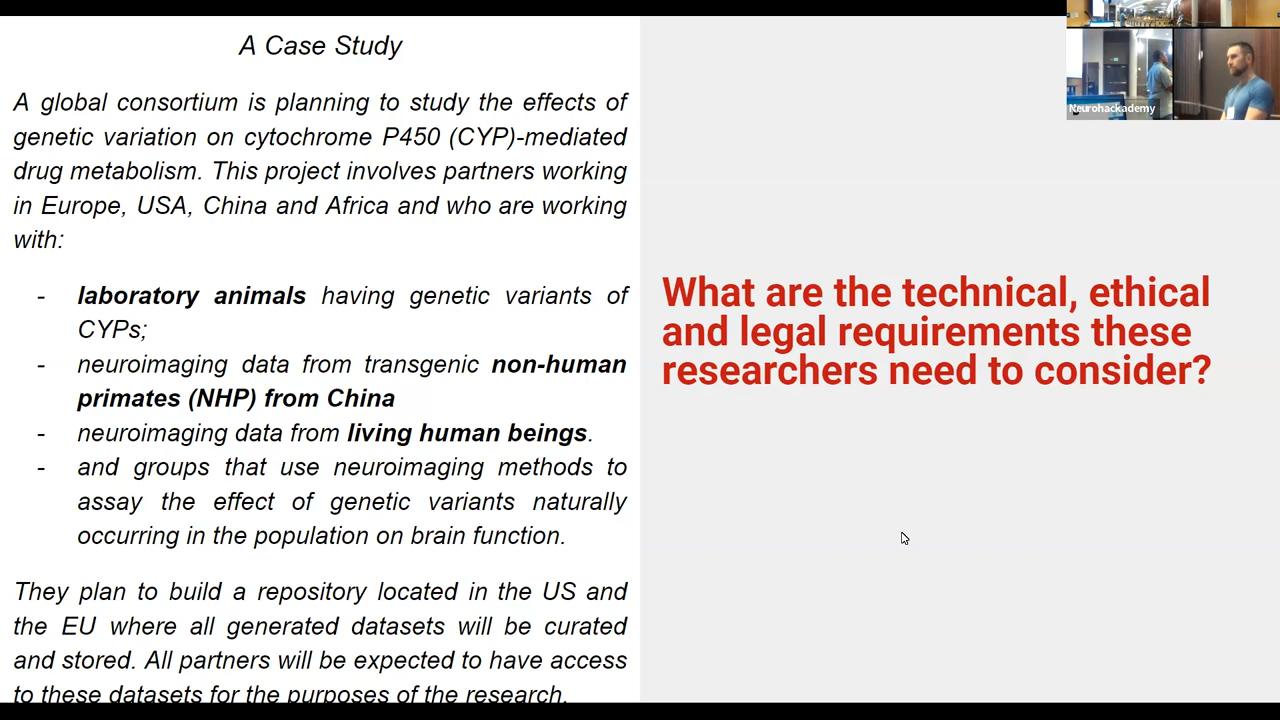 A Case Study
A global consortium is planning to study the effects of
genetic variation on cytochrome P450 (CYP)-mediated
drug metabolism. This project involves partners working
in Europe, USA, China and Africa and who are working
with:
- laboratory animals having genetic variants of
CYPs;
- neuroimaging data from transgenic non-human
primates (NHP) from China
- neuroimaging data from living human beings.
- and groups that use neuroimaging methods to
assay the effect of genetic variants naturally
occurring in the population on brain function.
They plan to build a repository located in the US and
the EU where all generated datasets will be curated
and stored. All partners will be expected to have access
to these datasets for the purposes of the research.
What are the technical, ethical
and legal requirements these
researchers need to consider?
Neurohackademy